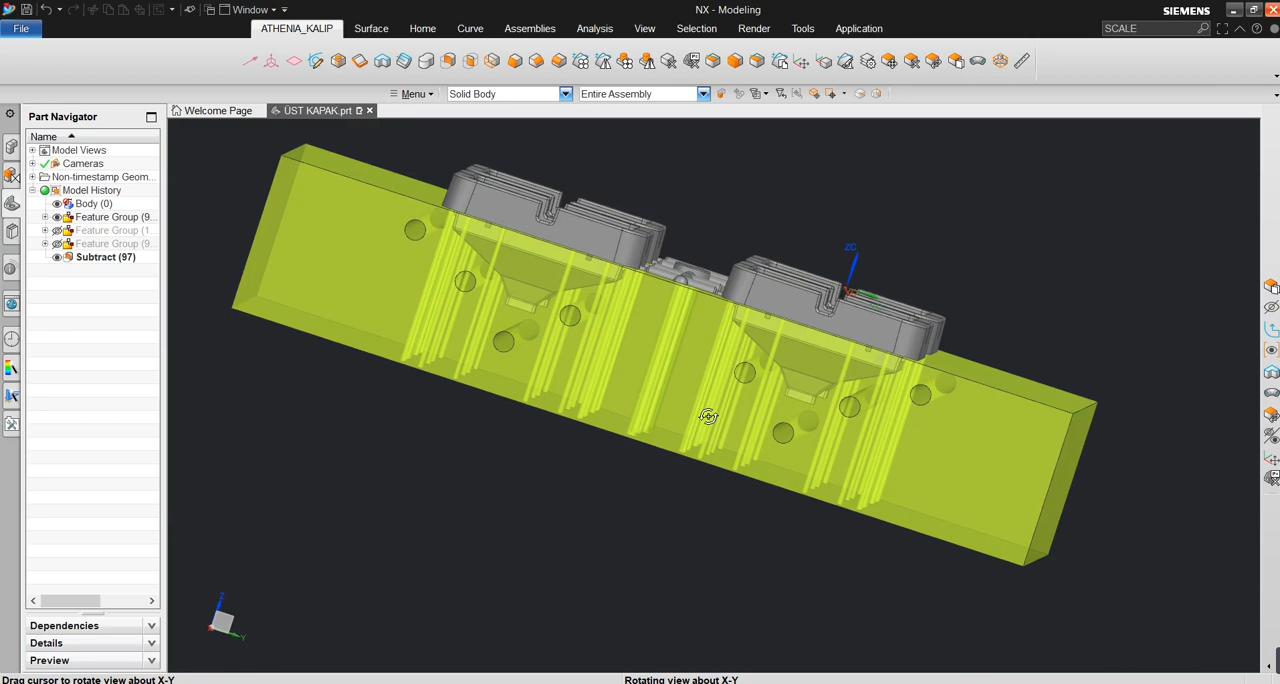 Window
NX - Modeling
SIEMENS
File
ATHENIA_KALIP
Surface
Home
Curve
Assemblies
Analysis
View
Selection
Render
Tools
Application
SCALE
Menu
Solid Body
Entire Assembly
Part Navigator
Welcome Page
ÜST KAPAK.prt
Name
Model Views
Cameras
Non-timestamp Geom...
Model History
Body (0)
Feature Group (9...
Feature Group (1...
Feature Group (9...
Subtract (97)
ZC
Z
Y
Dependencies
Details
Preview
Drag cursor to rotate view about X-Y
Rotating view about X-Y